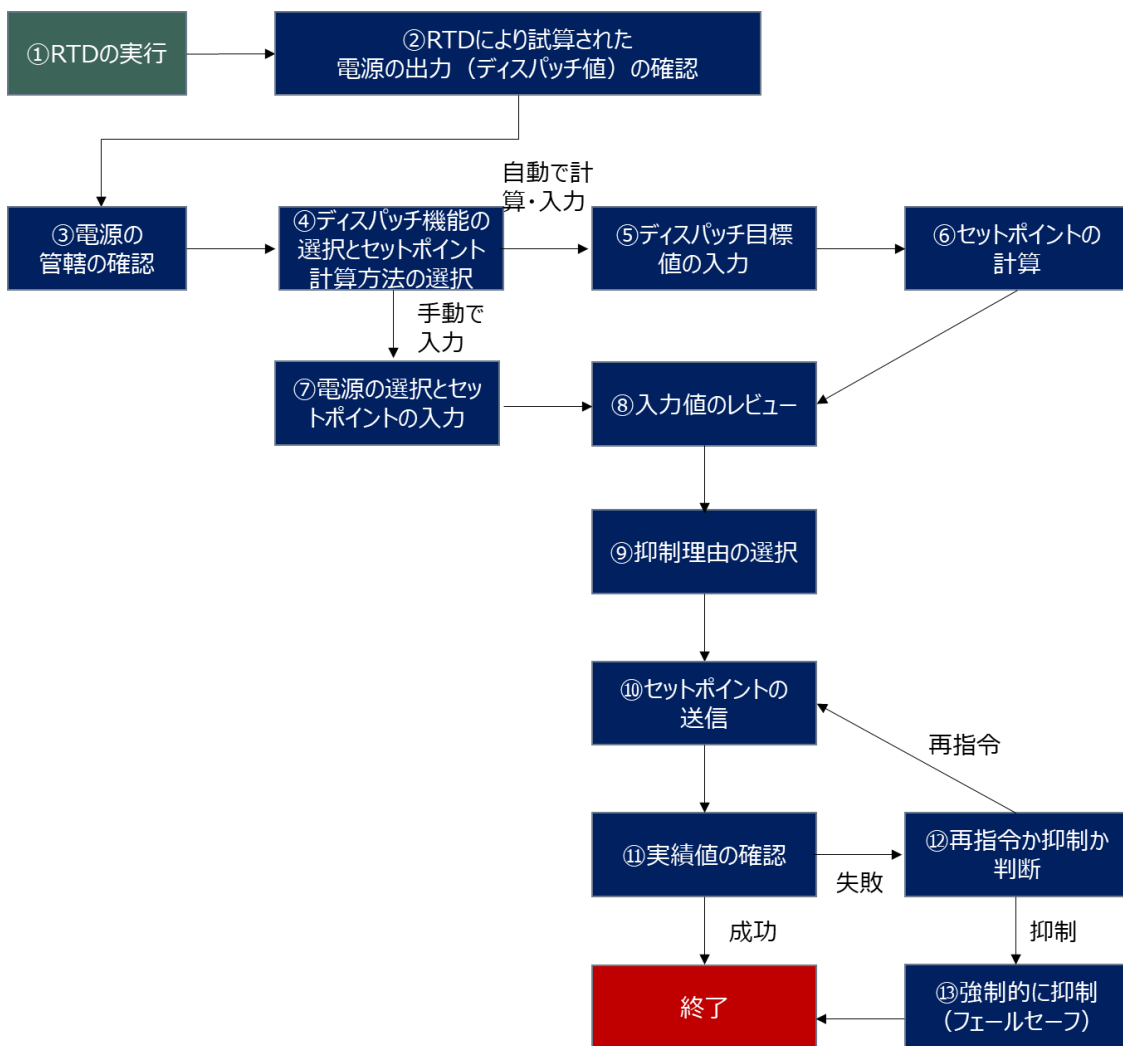 ①RTDの実行
②RTDにより試算された
電源の出力（ディスパッチ値）の確認
③電源の
管轄の確認
④ディスパッチ機能の
選択とセットポイント
計算方法の選択
自動で計
算・入力
⑤ディスパッチ目標
値の入力
⑥セットポイントの
計算
手動で
入力
⑦電源の選択とセッ
トポイントの入力
⑧入力値のレビュー
⑨抑制理由の選択
⑩セットポイントの
送信
再指令
⑪実績値の確認
失敗
⑫再指令か抑制か
判断
成功
抑制
終了
⑬強制的に抑制
（フェールセーフ）